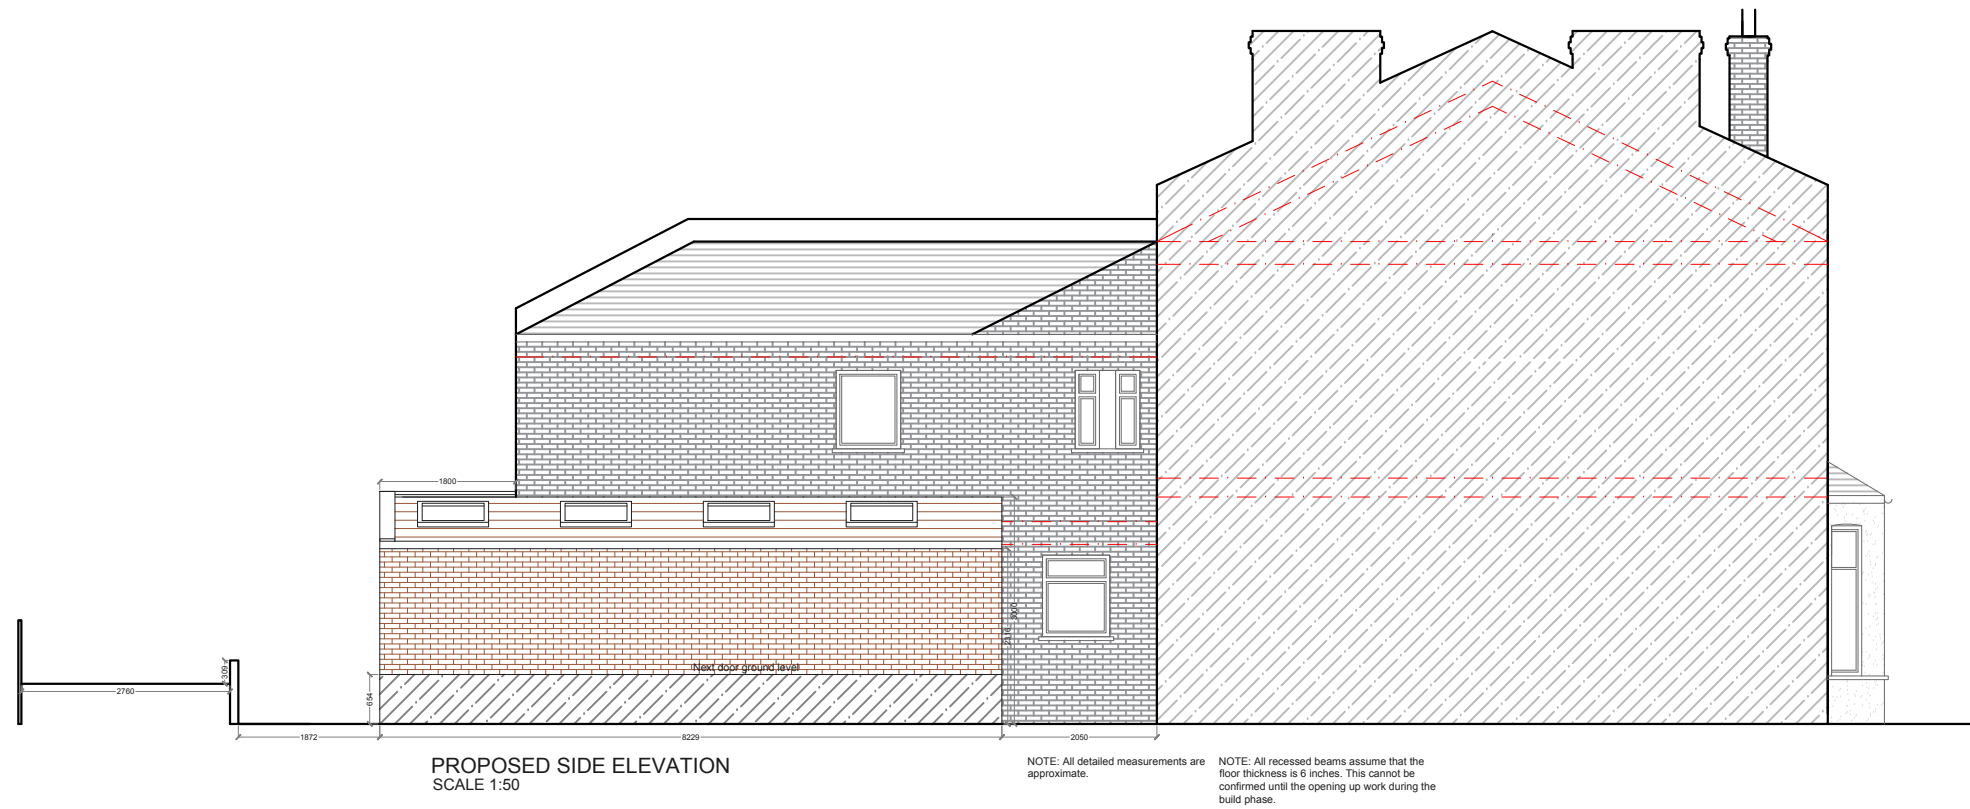 1800
3000
Next door ground level
309
2760
654
1872
8229
2050
PROPOSED SIDE ELEVATION
SCALE 1:50
NOTE: All detailed measurements are
approximate.
NOTE: All recessed beams assume that the
floor thickness is 6 inches. This cannot be
confirmed until the opening up work during the
build phase.